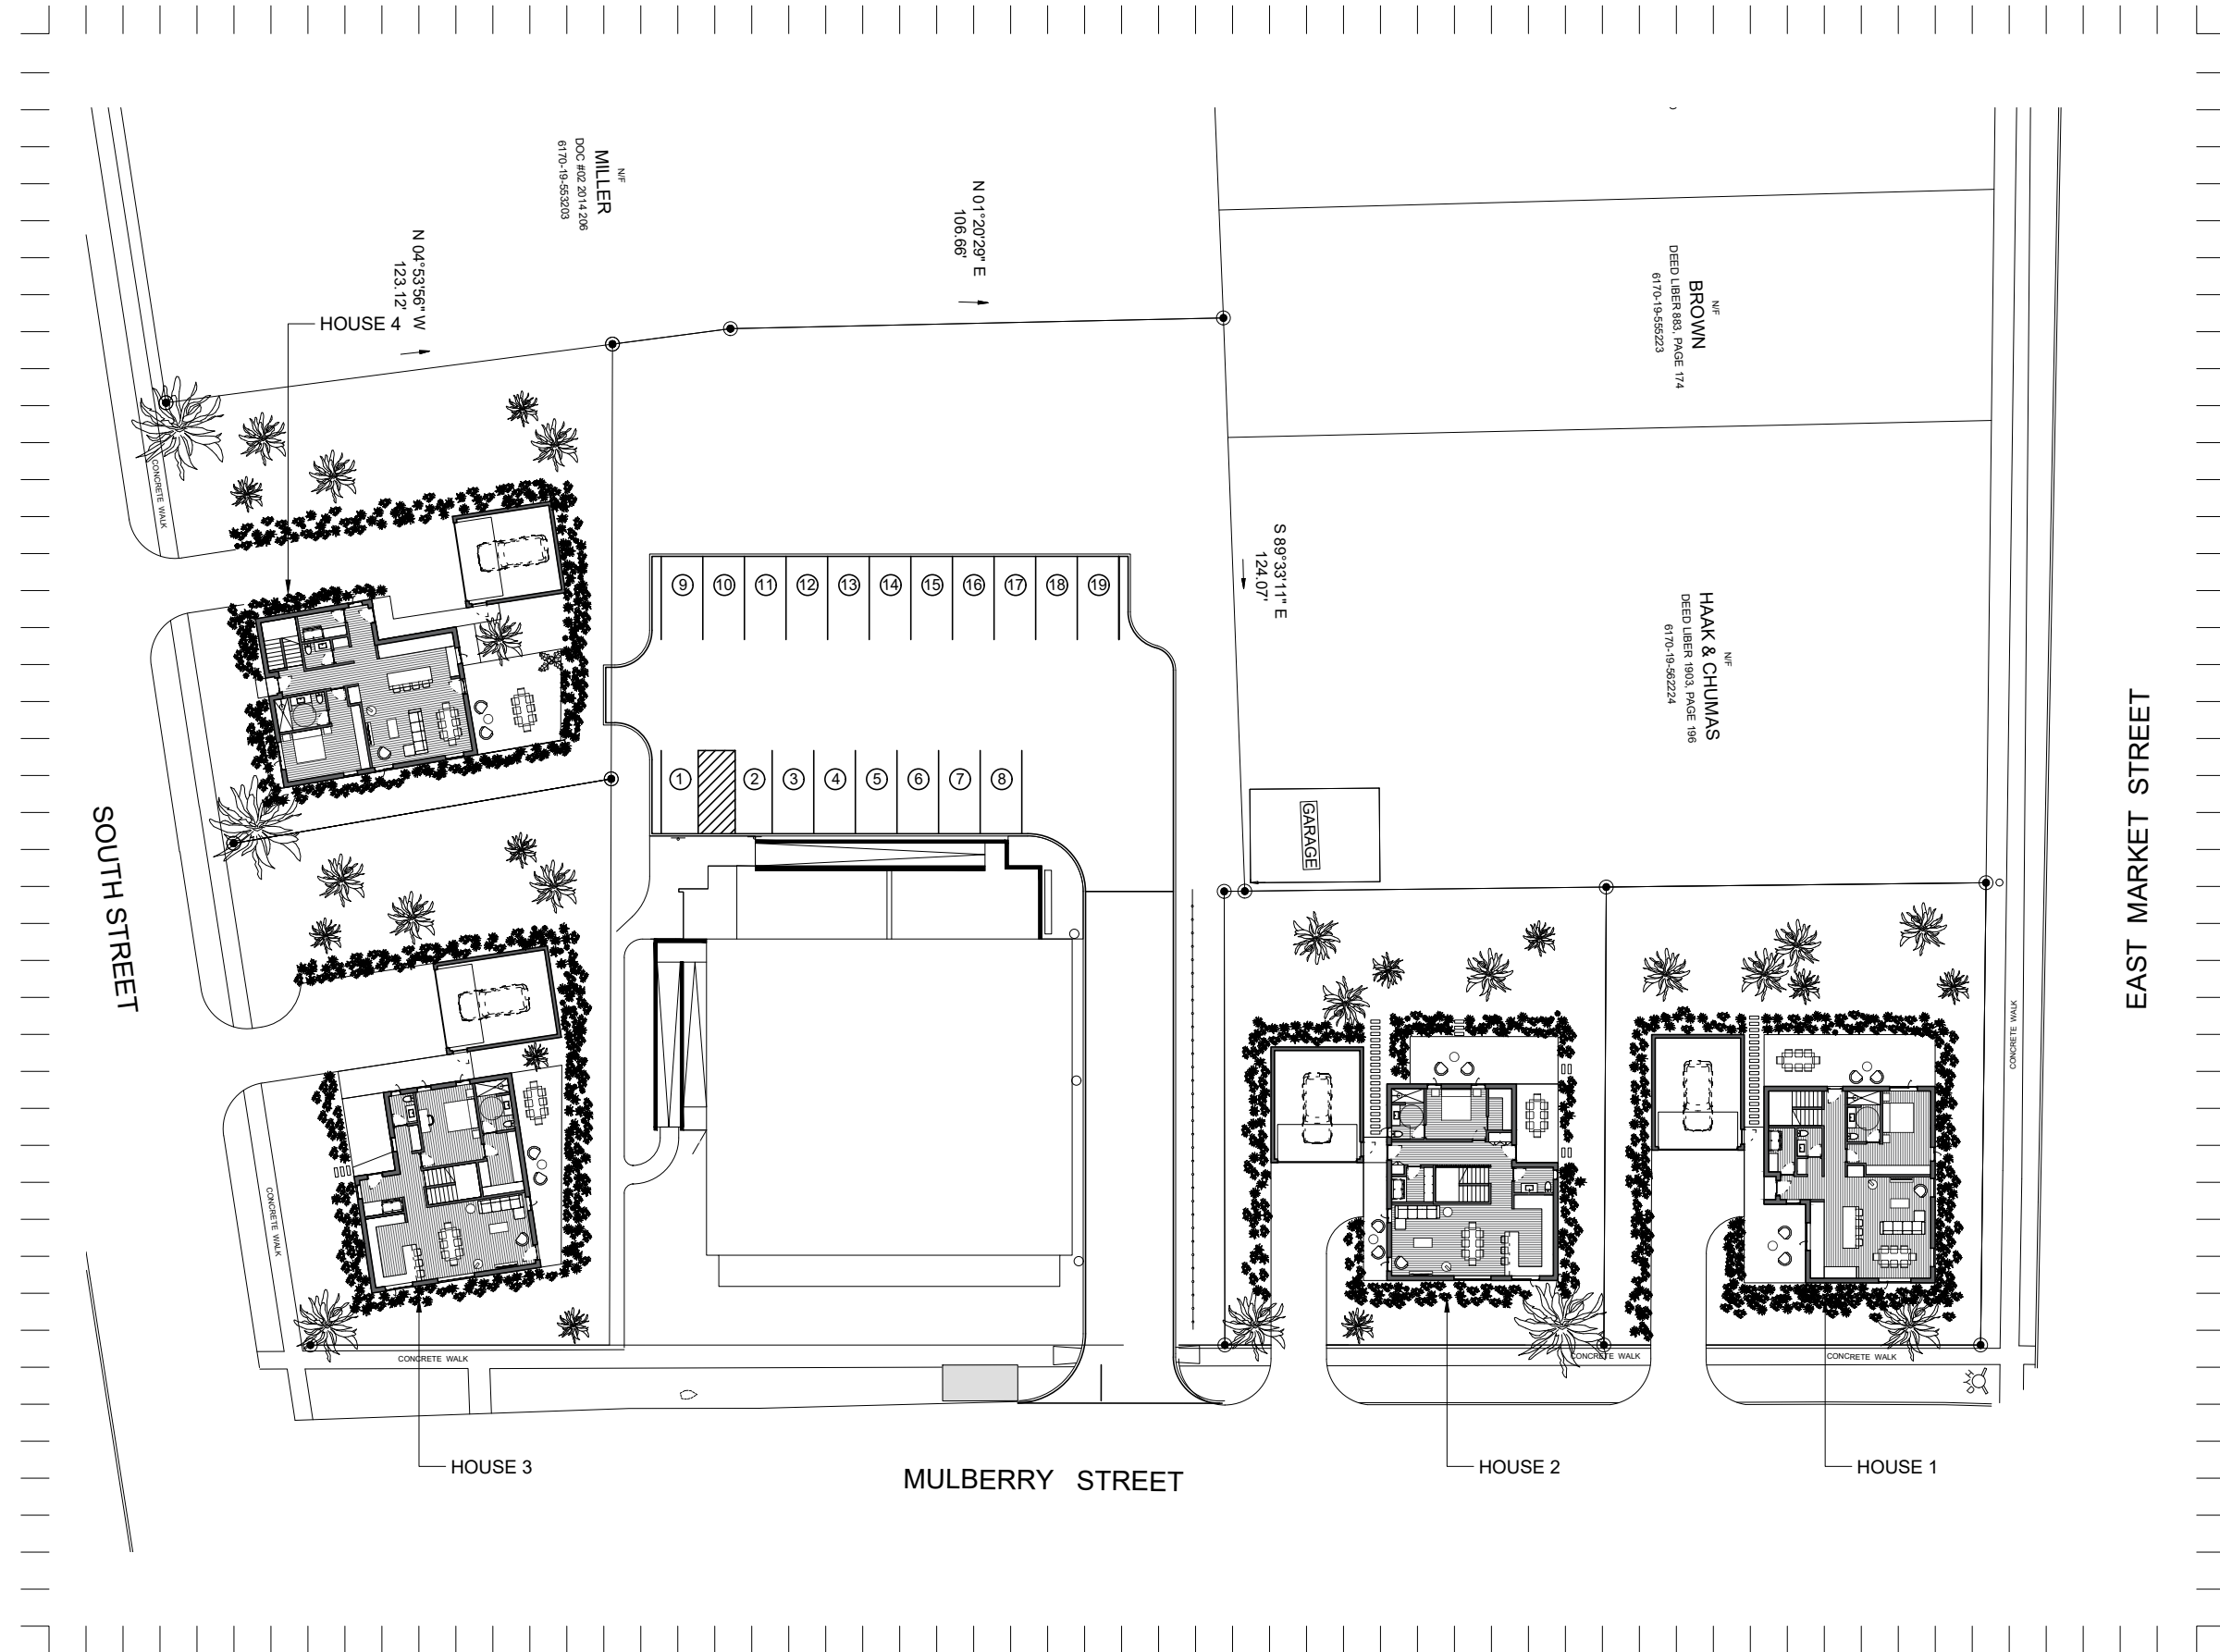 N/F
MILLER
DOC #02 2014 206
6170-19-553203
N 01°20'29" E
106.66'
N 04°53'56" W
123.12'
HOUSE 4
N/F
BROWN
DEED LIBER 883, PAGE 174
6170-19-555223
CONCRETE WALK
S 89°33'11" E
124.07'
N/F
HAAK & CHUMAS
DEED LIBER 1903, PAGE 196
6170-19-562224
9
10
11
12
13
14
15
16
17
18
19
1
2
3
4
5
6
7
8
GARAGE
SOUTH STREET
EAST MARKET STREET
CONCRETE WALK
CONCRETE WALK
CONCRETE WALK
CONCRETE WALK
CONCRETE WALK
HYD
HOUSE 3
MULBERRY STREET
HOUSE 2
HOUSE 1